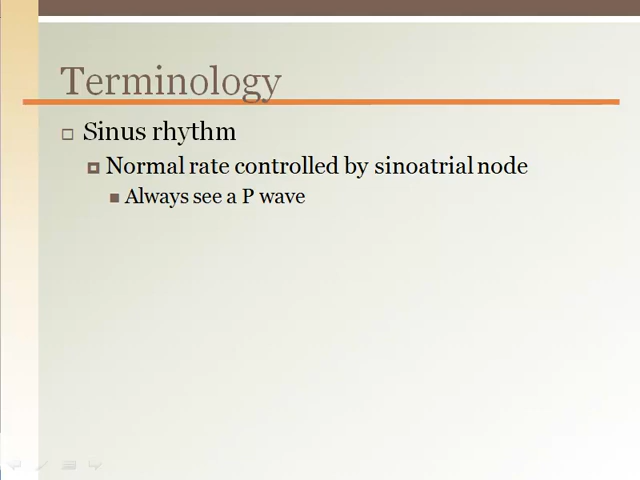 Terminology
Sinus rhythm
Normal rate controlled by sinoatrial node
Always see a P wave